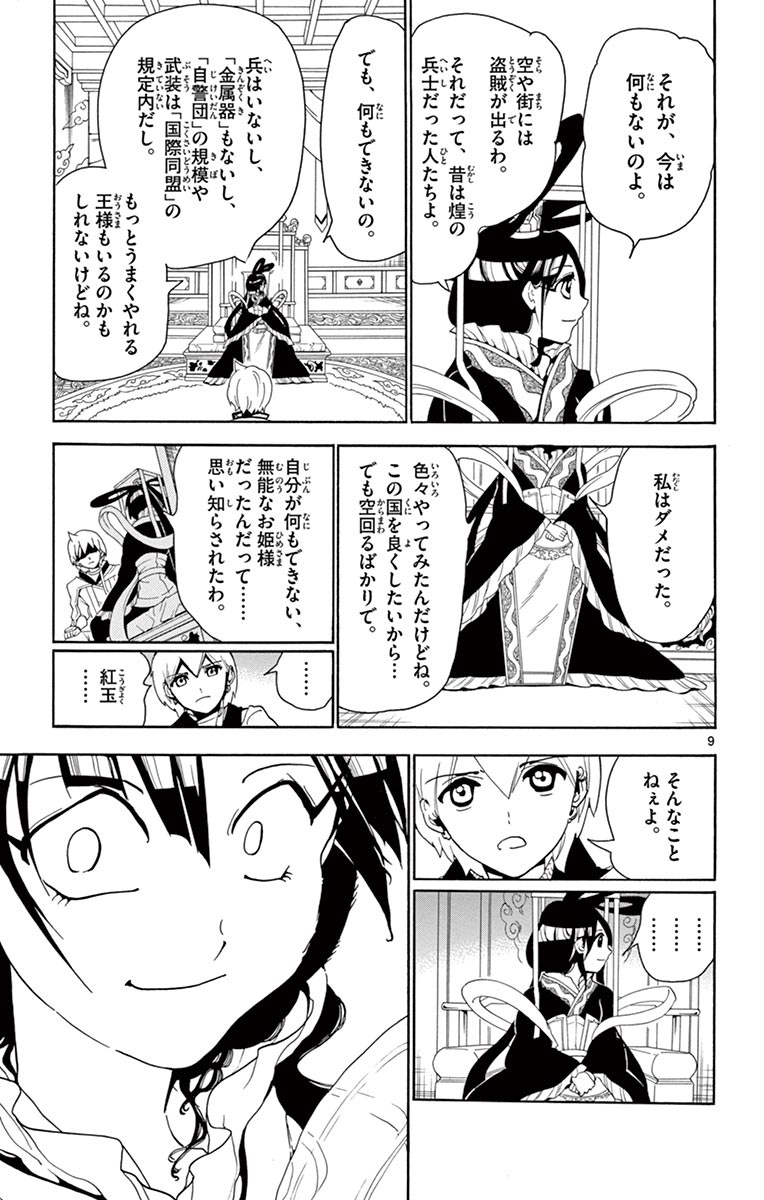 それが、今は
何もないのよ。
空や街には
盗賊が出るわ。
それだって、昔は煌の
兵士だった人たちよ。
でも、何もできないの。
兵はいないし、
「金属器」もないし、
「自警団」の規模や
武装は「国際同盟」の
規定内だし。
もっとうまくやれる
王様もいるのかも
しれないけどね。
私はダメだった。
色々やってみたんだけどね。
この国を良くしたいから…
でも空回るばかりで。
自分が何もできない、
無能なお姫様
だったんだって……
思い知らされたわ。
……
紅玉
……
9
そんなこと
ねぇよ。
……
……